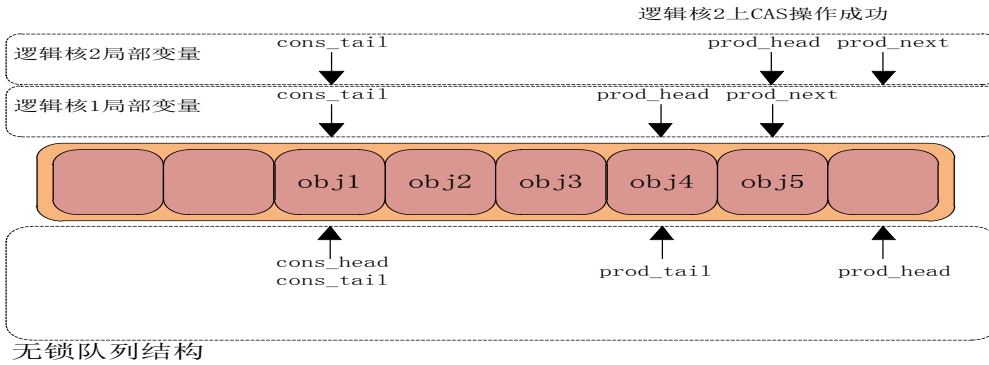 逻辑核2上CAS操作成功
cons_tail prod_head prod_next
逻辑核2局部变量
cons_tail prod_head prod_next
逻辑核1局部变量
obj1 obj2 obj3 obj4 obj5
cons_head
cons_tail prod_tail prod_head
无锁队列结构